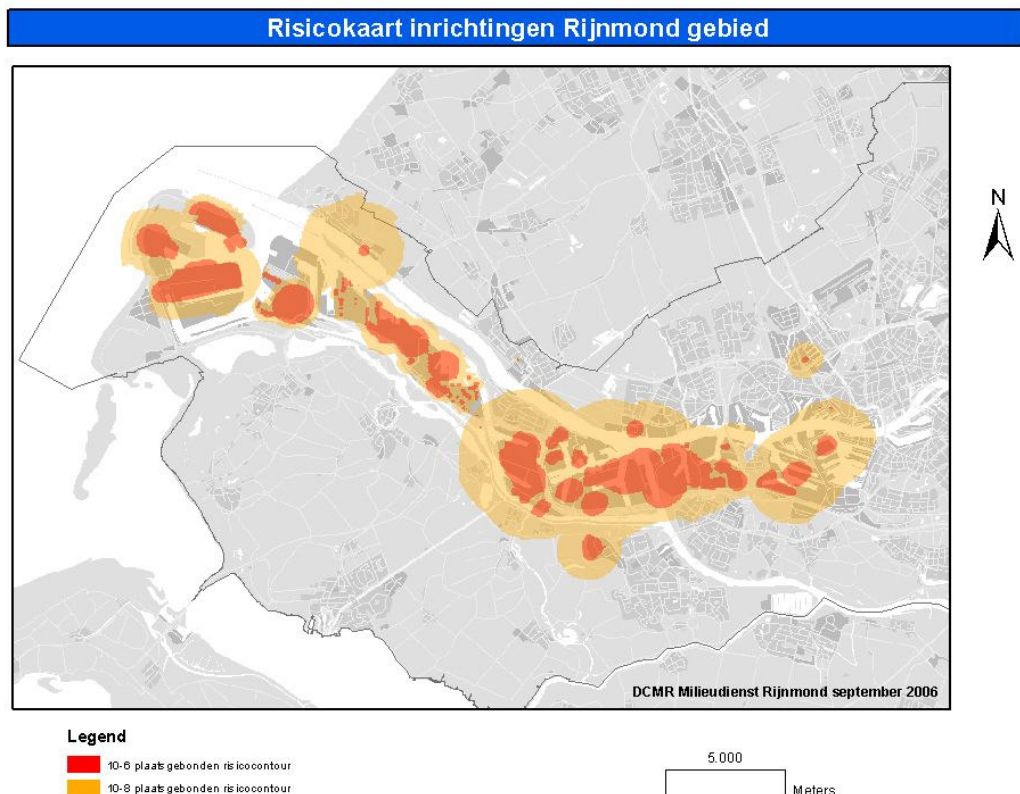 Risicokaart inrichtingen Rijnmond gebied
N
DCMR Milieudienst Rijnmond september 2006
Legend
10-6 plaatsgebonden risicocontour
10-8 plaatsgebonden risicocontour
5.000
Meters